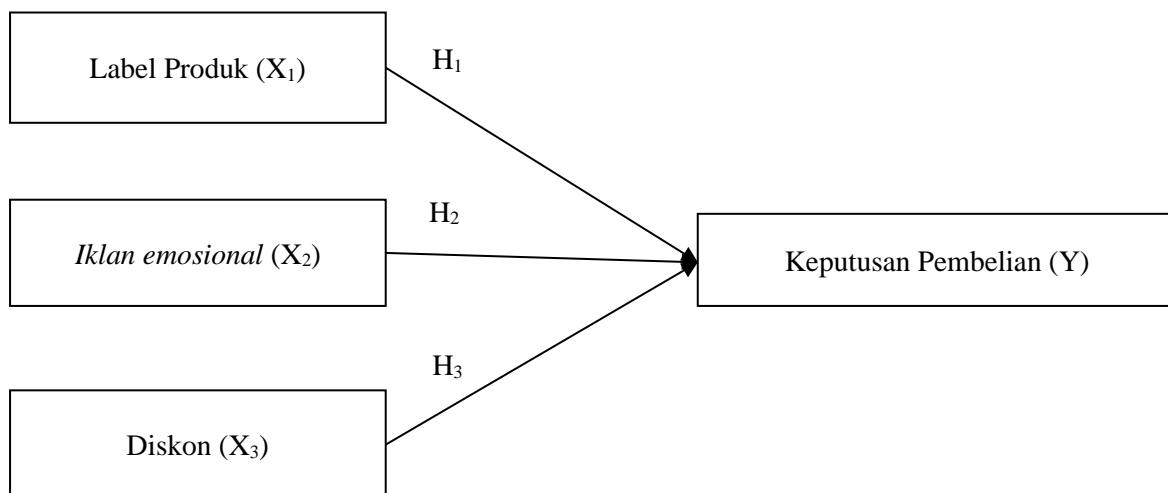 Label Produk (X₁)
H₁
Iklan emosional (X₂)
H₂
Keputusan Pembelian (Y)
H₃
Diskon (X₃)